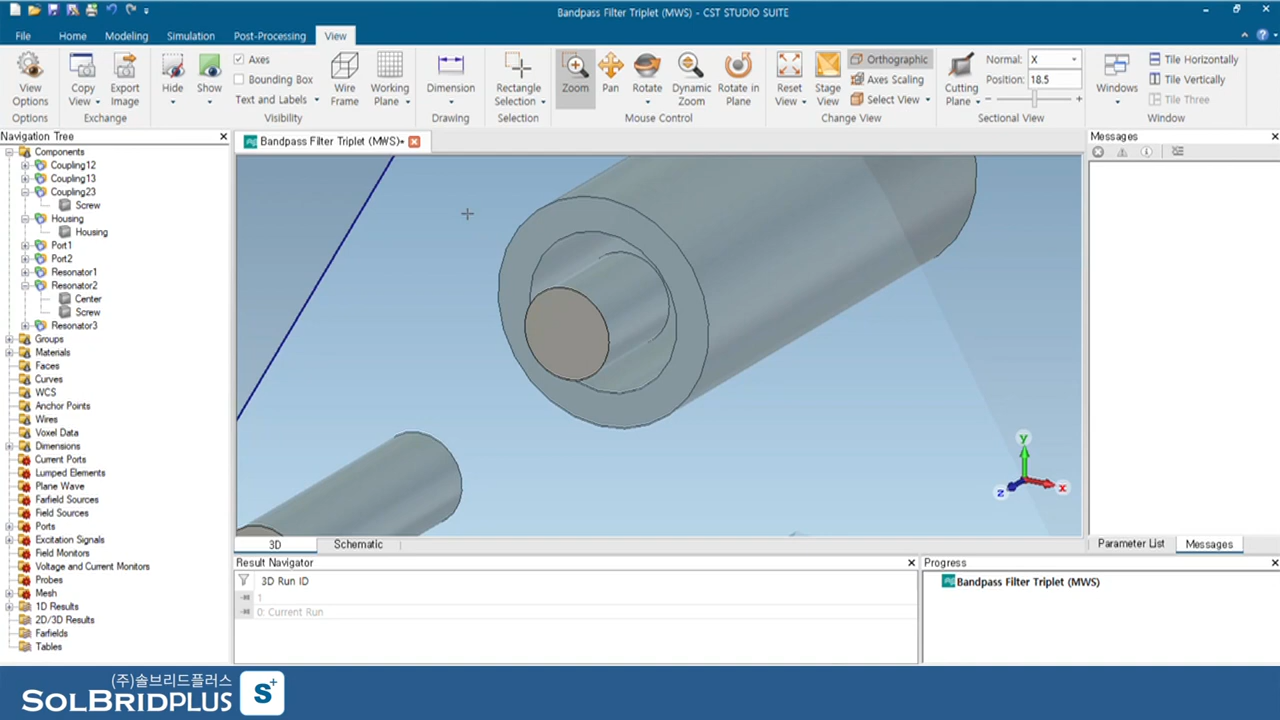 Bandpass Filter Triplet (MWS) - CST STUDIO SUITE
File Home Modeling Simulation Post-Processing View
View Options
Options
Copy View
Export Image
Exchange
Hide
Show
Axes
Bounding Box
Text and Labels
Visibility
Wire Frame
Working Plane
Dimension
Drawing
Rectangle Selection
Selection
Zoom
Pan
Rotate
Dynamic Zoom
Rotate in Plane
Mouse Control
Reset View
Stage View
Orthographic
Axes Scaling
Select View
Change View
Cutting Plane
Normal: X
Position: 18.5
Sectional View
Windows
Tile Horizontally
Tile Vertically
Tile Three
Window
Navigation Tree
Components
Coupling12
Coupling13
Coupling23
Screw
Housing
Housing
Port1
Port2
Resonator1
Resonator2
Center
Screw
Resonator3
Groups
Materials
Faces
Curves
WCS
Anchor Points
Wires
Voxel Data
Dimensions
Current Ports
Lumped Elements
Plane Wave
Farfield Sources
Field Sources
Ports
Excitation Signals
Field Monitors
Voltage and Current Monitors
Probes
Mesh
1D Results
2D/3D Results
Farfields
Tables
Bandpass Filter Triplet (MWS)*
y
z
x
3D Schematic
Messages
Parameter List Messages
Result Navigator
3D Run ID
1
0: Current Run
Progress
Bandpass Filter Triplet (MWS)
(주)솔브리드플러스
SOLBRIDPLUS
S+